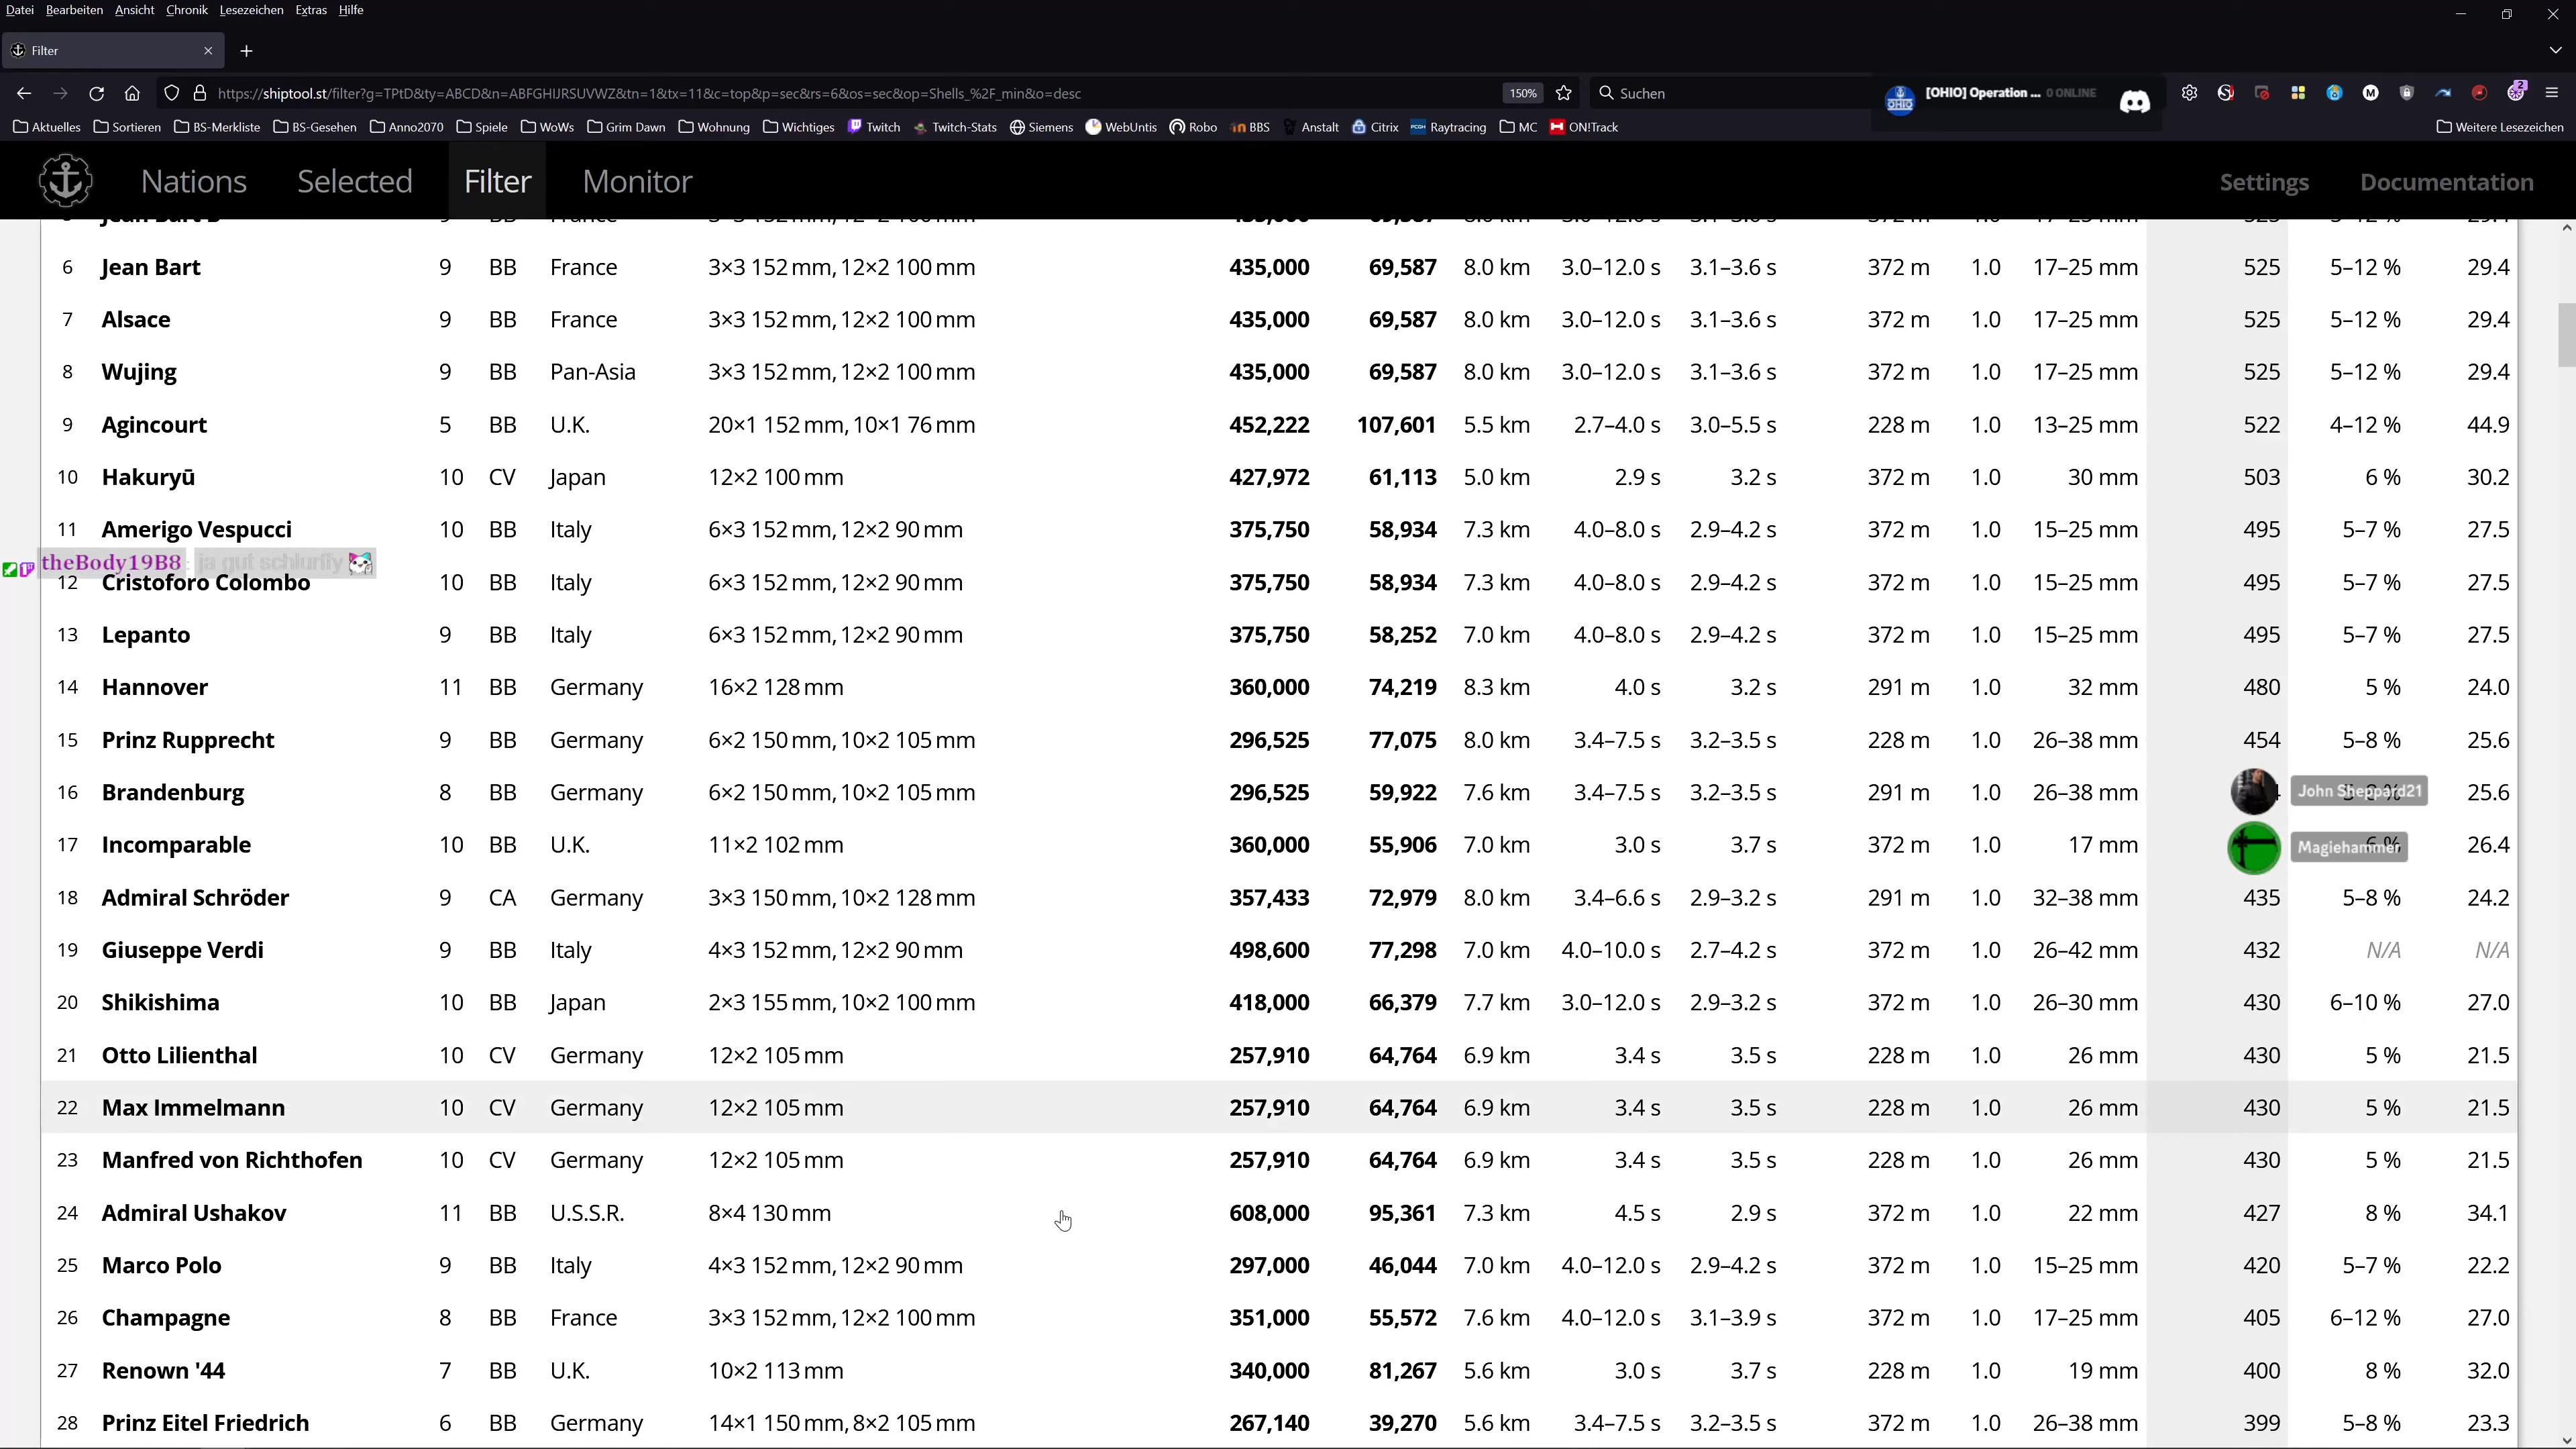 Datei Bearbeiten Ansicht Chronik Lesezeichen Extras Hilfe
Filter
https://shiptool.st/filter?g=TPtD&ty=ABCD&n=ABFGHIJRSUVWZ&tn=1&tx=11&c=top&p=sec&rs=6&os=sec&op=Shells_%2F_min&o=desc 150% Suchen [OHIO] Operation ... 0 ONLINE 2
Aktuelles Sortieren BS-Merkliste BS-Gesehen Anno2070 Spiele WoWs Grim Dawn Wohnung Wichtiges Twitch Twitch-Stats Siemens WebUntis Robo BBS Anstalt Citrix Raytracing MC ON!Track Weitere Lesezeichen
Nations Selected Filter Monitor Settings Documentation
6 Jean Bart 9 BB France 3×3 152 mm, 12×2 100 mm 435,000 69,587 8.0 km 3.0–12.0 s 3.1–3.6 s 372 m 1.0 17–25 mm 525 5–12 % 29.4
7 Alsace 9 BB France 3×3 152 mm, 12×2 100 mm 435,000 69,587 8.0 km 3.0–12.0 s 3.1–3.6 s 372 m 1.0 17–25 mm 525 5–12 % 29.4
8 Wujing 9 BB Pan-Asia 3×3 152 mm, 12×2 100 mm 435,000 69,587 8.0 km 3.0–12.0 s 3.1–3.6 s 372 m 1.0 17–25 mm 525 5–12 % 29.4
9 Agincourt 5 BB U.K. 20×1 152 mm, 10×1 76 mm 452,222 107,601 5.5 km 2.7–4.0 s 3.0–5.5 s 228 m 1.0 13–25 mm 522 4–12 % 44.9
10 Hakuryū 10 CV Japan 12×2 100 mm 427,972 61,113 5.0 km 2.9 s 3.2 s 372 m 1.0 30 mm 503 6 % 30.2
11 Amerigo Vespucci 10 BB Italy 6×3 152 mm, 12×2 90 mm 375,750 58,934 7.3 km 4.0–8.0 s 2.9–4.2 s 372 m 1.0 15–25 mm 495 5–7 % 27.5
theBody19B8: ja gut schlurfly
12 Cristoforo Colombo 10 BB Italy 6×3 152 mm, 12×2 90 mm 375,750 58,934 7.3 km 4.0–8.0 s 2.9–4.2 s 372 m 1.0 15–25 mm 495 5–7 % 27.5
13 Lepanto 9 BB Italy 6×3 152 mm, 12×2 90 mm 375,750 58,252 7.0 km 4.0–8.0 s 2.9–4.2 s 372 m 1.0 15–25 mm 495 5–7 % 27.5
14 Hannover 11 BB Germany 16×2 128 mm 360,000 74,219 8.3 km 4.0 s 3.2 s 291 m 1.0 32 mm 480 5 % 24.0
15 Prinz Rupprecht 9 BB Germany 6×2 150 mm, 10×2 105 mm 296,525 77,075 8.0 km 3.4–7.5 s 3.2–3.5 s 228 m 1.0 26–38 mm 454 5–8 % 25.6
16 Brandenburg 8 BB Germany 6×2 150 mm, 10×2 105 mm 296,525 59,922 7.6 km 3.4–7.5 s 3.2–3.5 s 291 m 1.0 26–38 mm John Sheppard21 25.6
17 Incomparable 10 BB U.K. 11×2 102 mm 360,000 55,906 7.0 km 3.0 s 3.7 s 372 m 1.0 17 mm Magiehammer 6 % 26.4
18 Admiral Schröder 9 CA Germany 3×3 150 mm, 10×2 128 mm 357,433 72,979 8.0 km 3.4–6.6 s 2.9–3.2 s 291 m 1.0 32–38 mm 435 5–8 % 24.2
19 Giuseppe Verdi 9 BB Italy 4×3 152 mm, 12×2 90 mm 498,600 77,298 7.0 km 4.0–10.0 s 2.7–4.2 s 372 m 1.0 26–42 mm 432 N/A N/A
20 Shikishima 10 BB Japan 2×3 155 mm, 10×2 100 mm 418,000 66,379 7.7 km 3.0–12.0 s 2.9–3.2 s 372 m 1.0 26–30 mm 430 6–10 % 27.0
21 Otto Lilienthal 10 CV Germany 12×2 105 mm 257,910 64,764 6.9 km 3.4 s 3.5 s 228 m 1.0 26 mm 430 5 % 21.5
22 Max Immelmann 10 CV Germany 12×2 105 mm 257,910 64,764 6.9 km 3.4 s 3.5 s 228 m 1.0 26 mm 430 5 % 21.5
23 Manfred von Richthofen 10 CV Germany 12×2 105 mm 257,910 64,764 6.9 km 3.4 s 3.5 s 228 m 1.0 26 mm 430 5 % 21.5
24 Admiral Ushakov 11 BB U.S.S.R. 8×4 130 mm 608,000 95,361 7.3 km 4.5 s 2.9 s 372 m 1.0 22 mm 427 8 % 34.1
25 Marco Polo 9 BB Italy 4×3 152 mm, 12×2 90 mm 297,000 46,044 7.0 km 4.0–12.0 s 2.9–4.2 s 372 m 1.0 15–25 mm 420 5–7 % 22.2
26 Champagne 8 BB France 3×3 152 mm, 12×2 100 mm 351,000 55,572 7.6 km 4.0–12.0 s 3.1–3.9 s 372 m 1.0 17–25 mm 405 6–12 % 27.0
27 Renown '44 7 BB U.K. 10×2 113 mm 340,000 81,267 5.6 km 3.0 s 3.7 s 228 m 1.0 19 mm 400 8 % 32.0
28 Prinz Eitel Friedrich 6 BB Germany 14×1 150 mm, 8×2 105 mm 267,140 39,270 5.6 km 3.4–7.5 s 3.2–3.5 s 372 m 1.0 26–38 mm 399 5–8 % 23.3